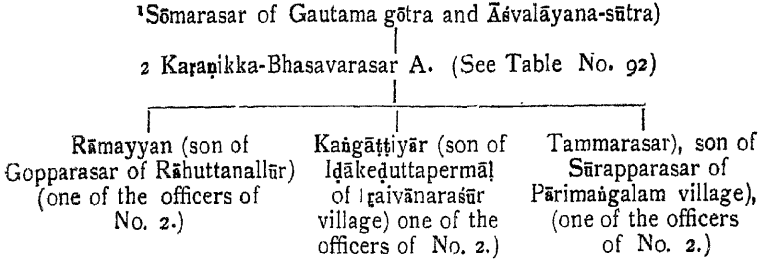 ¹Sōmarasar of Gautama gōtra and Āśvalāyana-sūtra)
2 Kaṟaṇikka-Bhasavarasar A. (See Table No. 92)
Rāmayyan (son of
Gopparasar of Rāhuttanallūr)
(one of the officers of
No. 2.)
Kaṅgāṭṭiyār (son of
Iḍākeḍuttapermāḷ
of Iṟaivānaraśūr
village) one of the
officers of No. 2.)
Tammarasar), son of
Sūrapparasar of
Pārimaṅgalam village),
(one of the officers
of No. 2.)